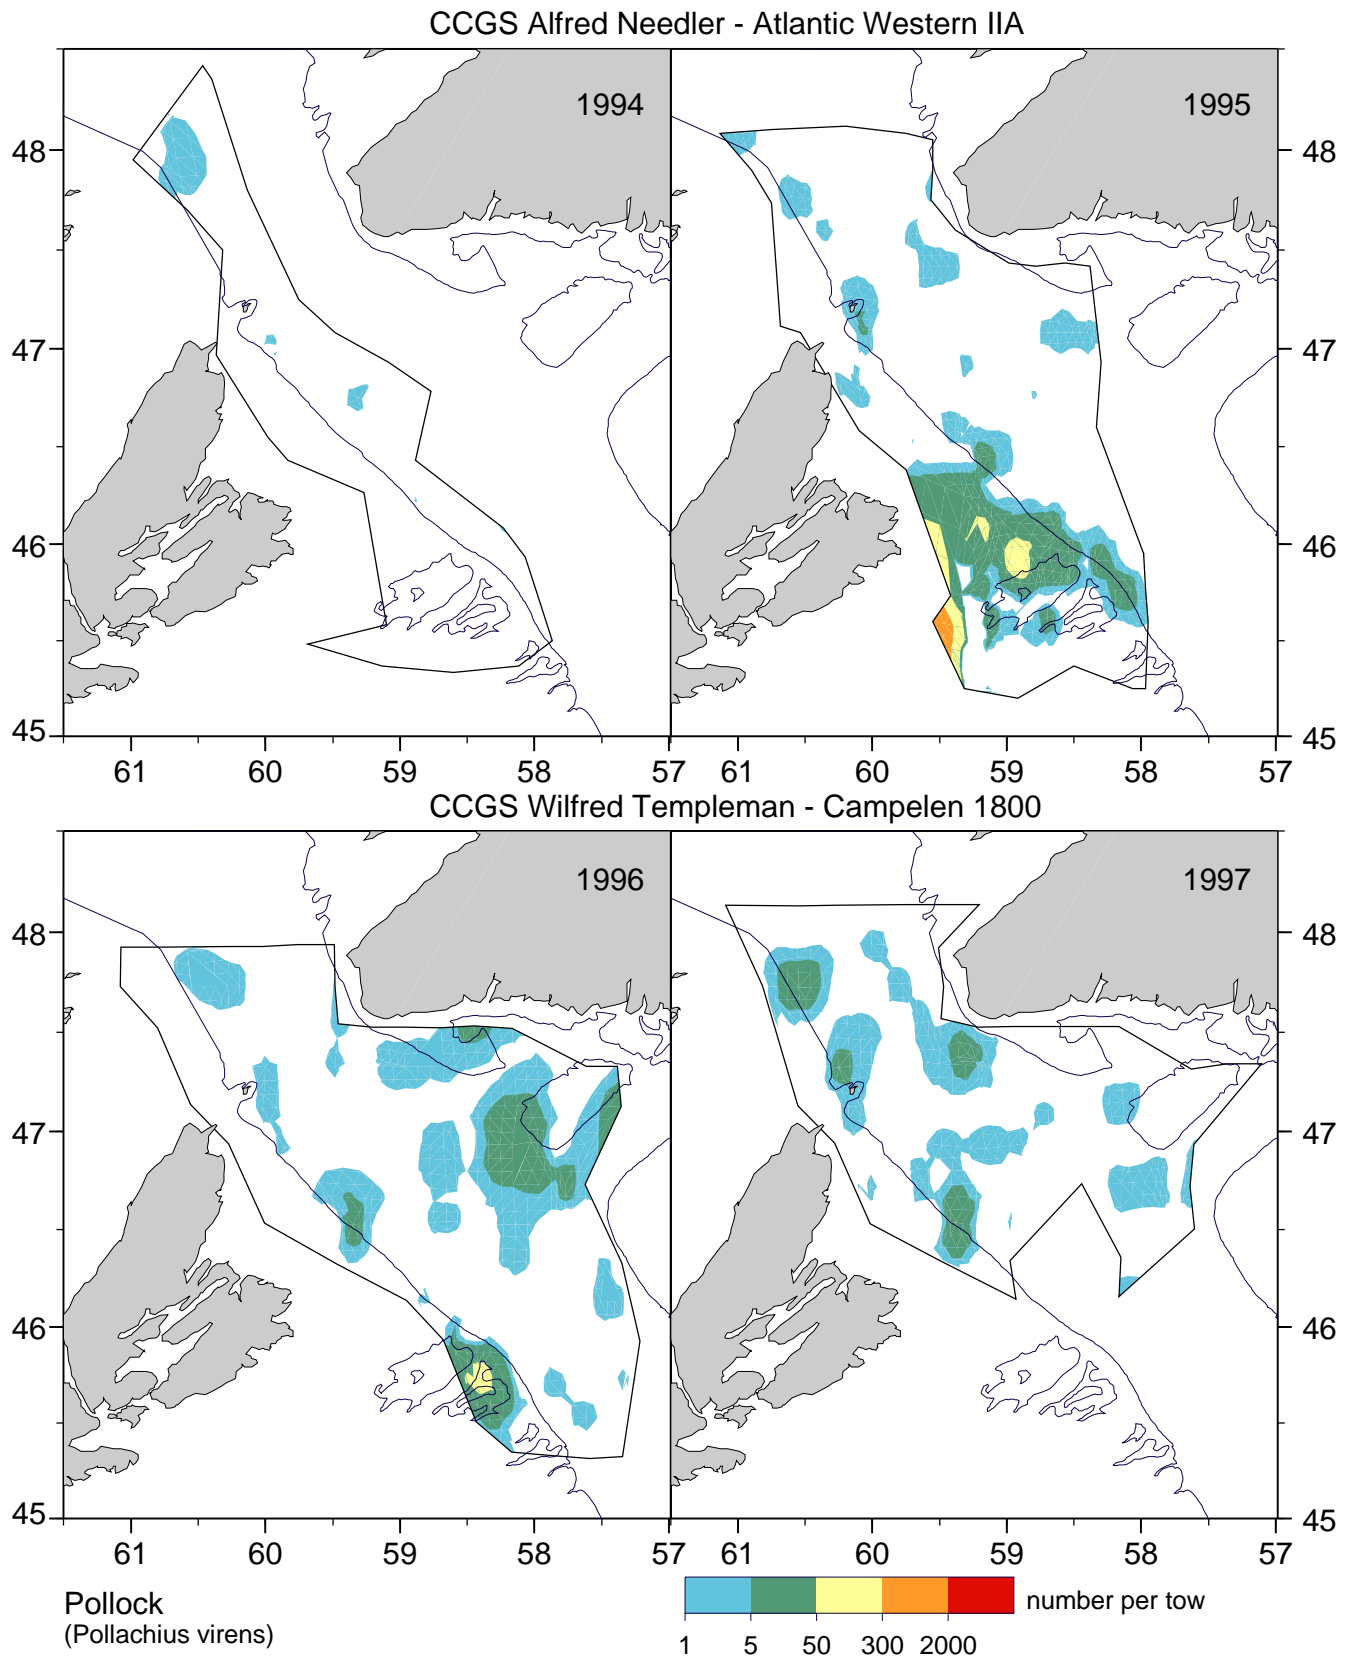 CCGS Alfred Needler - Atlantic Western IIA
1994
1995
48
48
47
47
46
46
45
45
61 60 59 58 57
61 60 59 58 57
CCGS Wilfred Templeman - Campelen 1800
1996
1997
48
48
47
47
46
46
45
45
61 60 59 58 57
61 60 59 58 57
Pollock
(Pollachius virens)
number per tow
1 5 50 300 2000